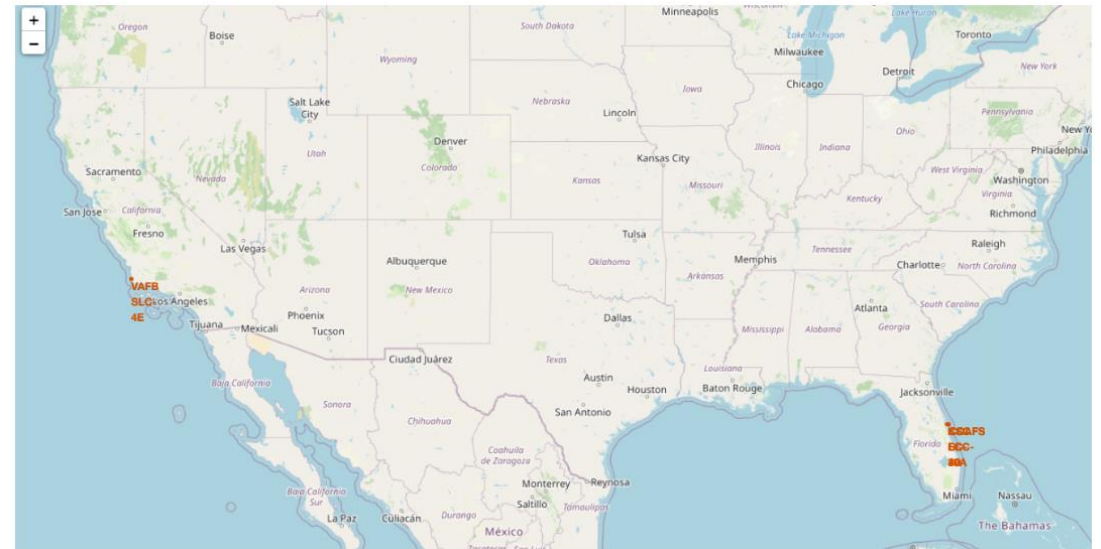 +
−
Oregon
Boise
South Dakota
Minneapolis
Lake Huron
Toronto
Lake Michigan
Wyoming
Milwaukee
New York
Detroit
Chicago
Iowa
Nebraska
Salt Lake
City
Lincoln
Pennsylvania
Ohio
Utah
Denver
Colorado
Illinois
Indiana
Philadelphia
Kansas City
Sacramento
Nevada
Kansas
Missouri
West Virginia
Washington
Virginia
Kentucky
San Jose
California
Richmond
Fresno
Las Vegas
Tulsa
Raleigh
Tennessee
Albuquerque
Oklahoma
Memphis
Charlotte
North Carolina
Arkansas
VAFB
SLC-
4E
Los Angeles
Arizona
New Mexico
South Carolina
Phoenix
Atlanta
Tijuana
Mexicali
Tucson
Dallas
Mississippi
Alabama
Georgia
Ciudad Juárez
Texas
Louisiana
Baja California
Austin
Houston
Baton Rouge
Jacksonville
Sonora
San Antonio
Chihuahua
Florida
Coahuila
de Zaragoza
Monterrey
Reynosa
Miami
Nassau
Baja California
Sur
Saltillo
Tamaulipas
La Paz
Culiacán
Durango
México
The Bahamas